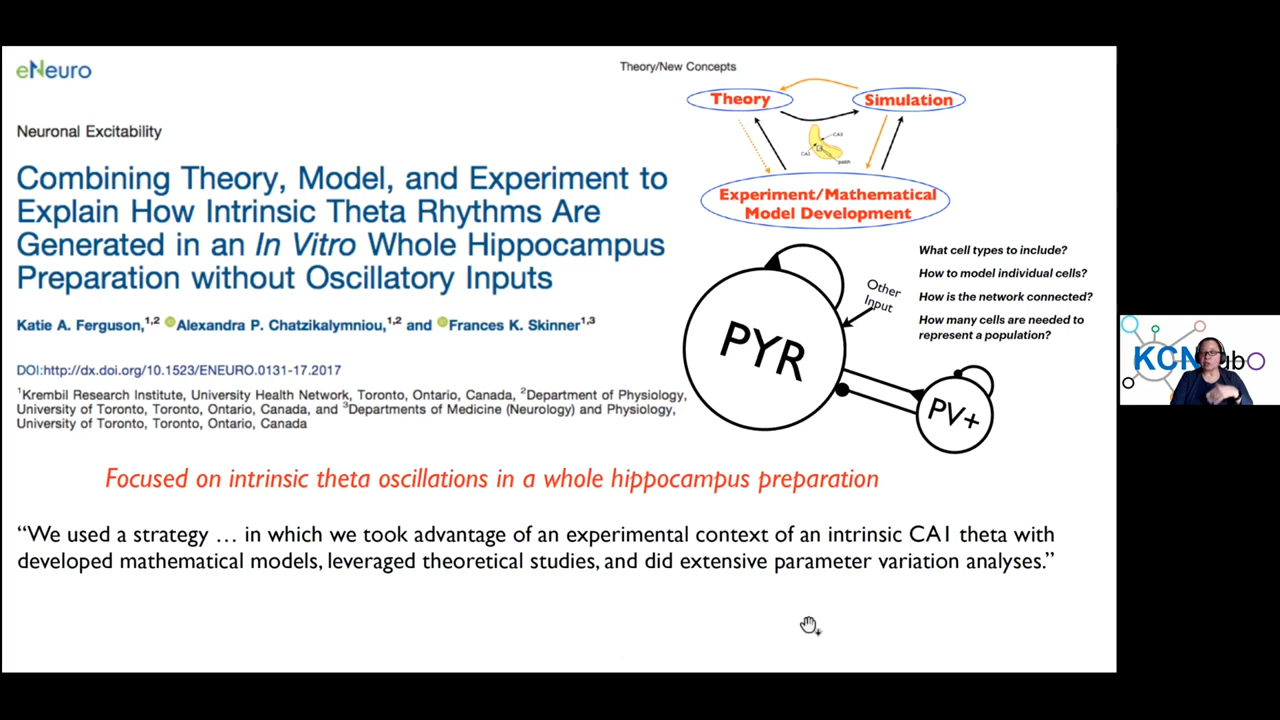 eNeuro
Theory/New Concepts
Neuronal Excitability
Combining Theory, Model, and Experiment to
Explain How Intrinsic Theta Rhythms Are
Generated in an In Vitro Whole Hippocampus
Preparation without Oscillatory Inputs
Katie A. Ferguson,1,2 Alexandra P. Chatzikalymniou,1,2 and Frances K. Skinner1,3
DOI:http://dx.doi.org/10.1523/ENEURO.0131-17.2017
1Krembil Research Institute, University Health Network, Toronto, Ontario, Canada, 2Department of Physiology,
University of Toronto, Toronto, Ontario, Canada, and 3Departments of Medicine (Neurology) and Physiology,
University of Toronto, Toronto, Ontario, Canada
Theory
Simulation
CA3
CA1
Experiment/Mathematical
Model Development
What cell types to include?
How to model individual cells?
How is the network connected?
How many cells are needed to
represent a population?
Other
Input
PYR
PV+
Focused on intrinsic theta oscillations in a whole hippocampus preparation
“We used a strategy … in which we took advantage of an experimental context of an intrinsic CA1 theta with
developed mathematical models, leveraged theoretical studies, and did extensive parameter variation analyses.”